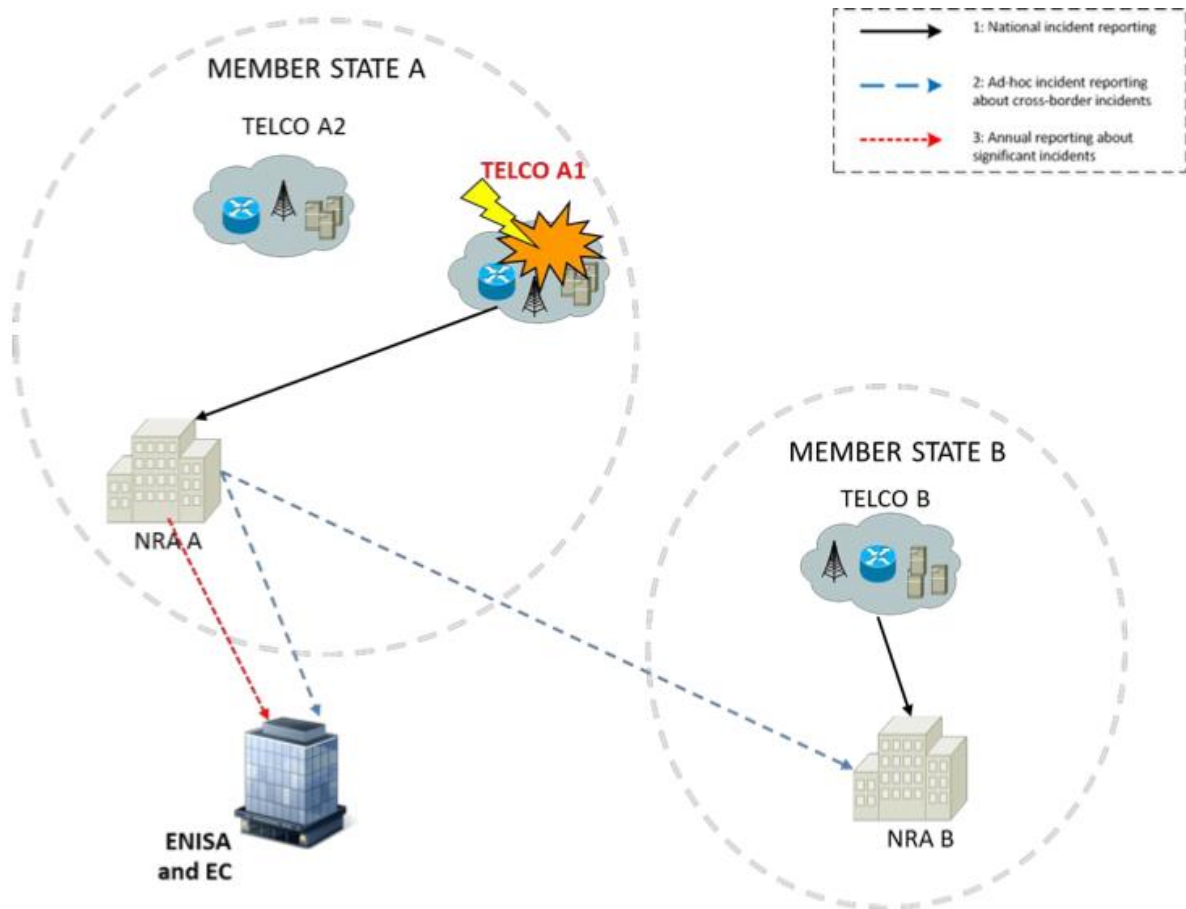 1: National incident reporting
2: Ad-hoc incident reporting
about cross-border incidents
3: Annual reporting about
significant incidents
MEMBER STATE A
TELCO A2
TELCO A1
NRA A
MEMBER STATE B
TELCO B
NRA B
ENISA
and EC